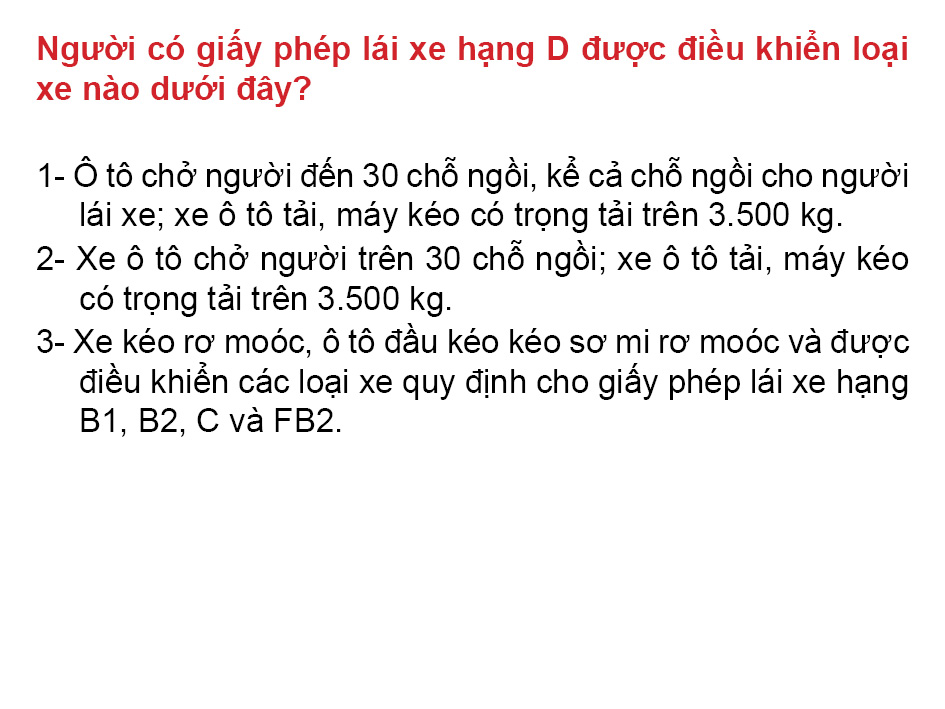 Người có giấy phép lái xe hạng D được điều khiển loại
xe nào dưới đây?
1- Ô tô chở người đến 30 chỗ ngồi, kể cả chỗ ngồi cho người
lái xe; xe ô tô tải, máy kéo có trọng tải trên 3.500 kg.
2- Xe ô tô chở người trên 30 chỗ ngồi; xe ô tô tải, máy kéo
có trọng tải trên 3.500 kg.
3- Xe kéo rơ moóc, ô tô đầu kéo kéo sơ mi rơ moóc và được
điều khiển các loại xe quy định cho giấy phép lái xe hạng
B1, B2, C và FB2.